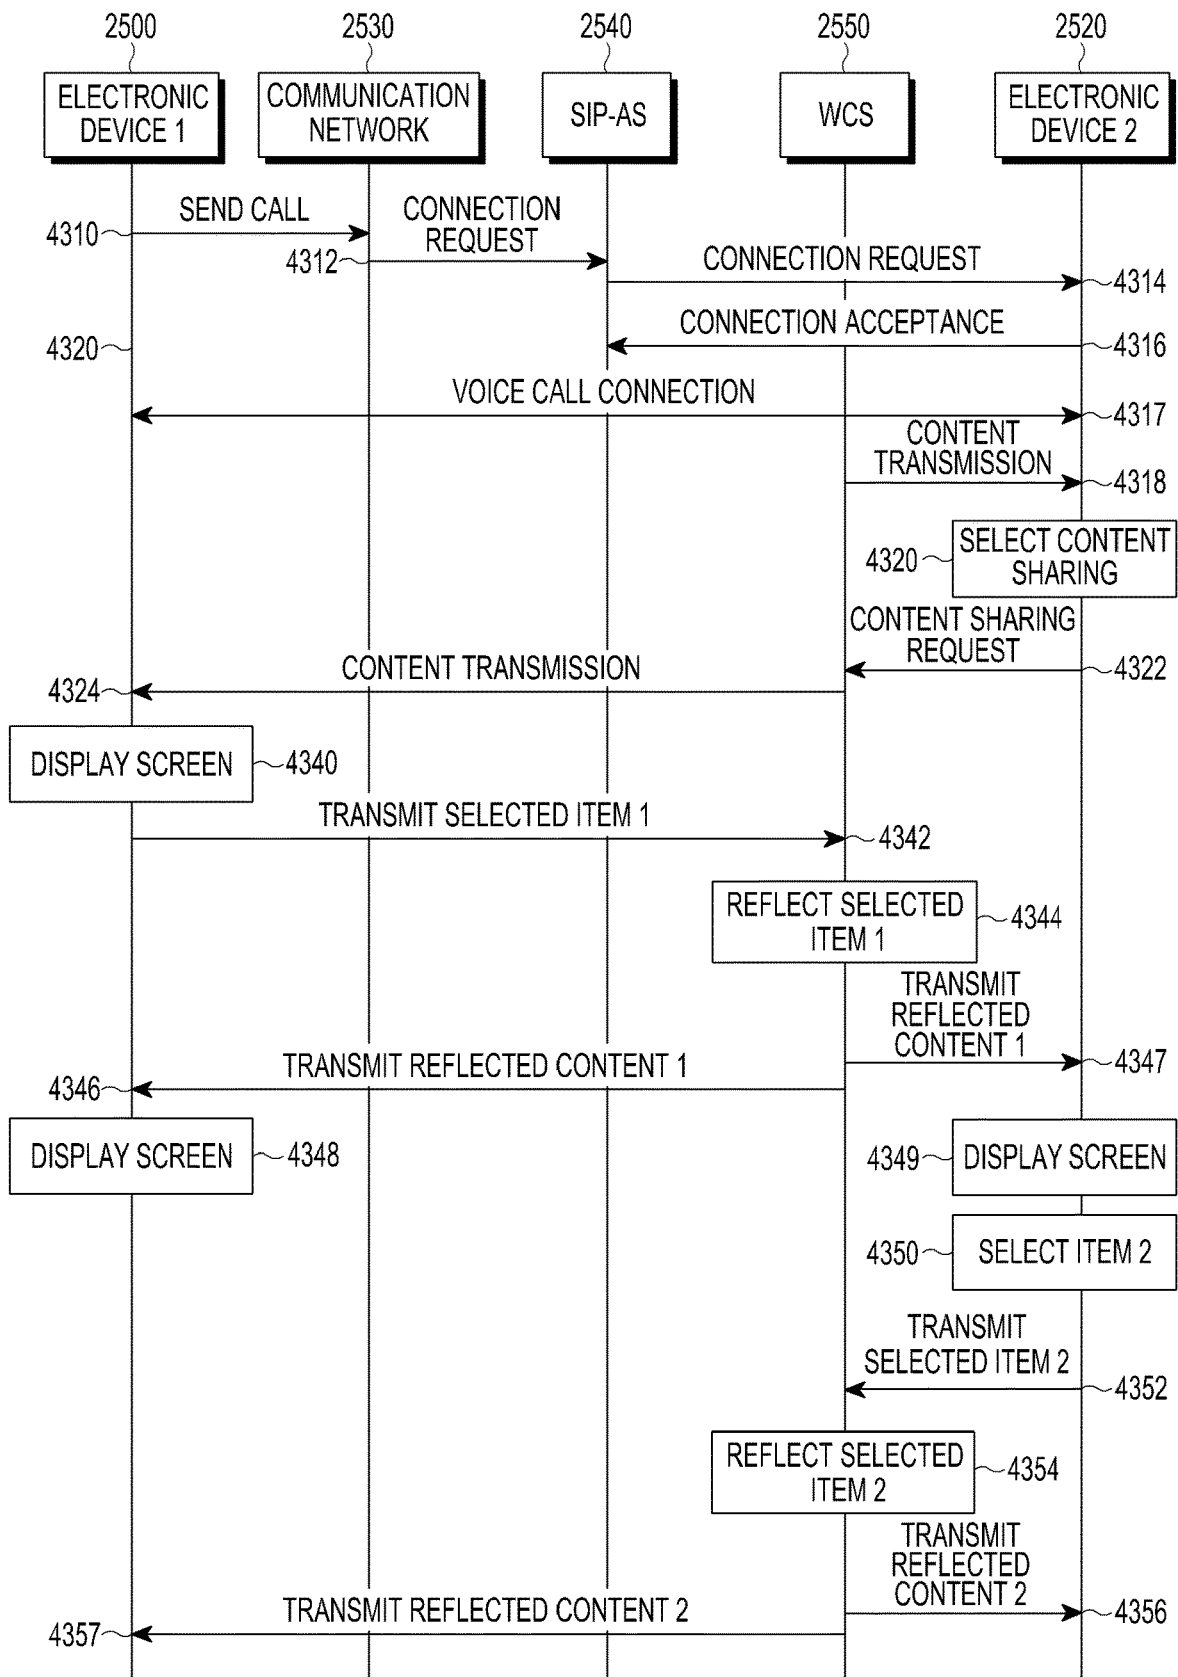 2500
2530
2540
2550
2520
ELECTRONIC
DEVICE 1
COMMUNICATION
NETWORK
SIP-AS
WCS
ELECTRONIC
DEVICE 2
SEND CALL
4310
CONNECTION
REQUEST
4312
CONNECTION REQUEST
4314
CONNECTION ACCEPTANCE
4316
4320
VOICE CALL CONNECTION
4317
CONTENT
TRANSMISSION
4318
4320
SELECT CONTENT
SHARING
CONTENT SHARING
REQUEST
4322
CONTENT TRANSMISSION
4324
DISPLAY SCREEN
4340
TRANSMIT SELECTED ITEM 1
4342
REFLECT SELECTED
ITEM 1
4344
TRANSMIT
REFLECTED
CONTENT 1
4347
TRANSMIT REFLECTED CONTENT 1
4346
DISPLAY SCREEN
4348
4349
DISPLAY SCREEN
4350
SELECT ITEM 2
TRANSMIT
SELECTED ITEM 2
4352
REFLECT SELECTED
ITEM 2
4354
TRANSMIT
REFLECTED
CONTENT 2
4356
TRANSMIT REFLECTED CONTENT 2
4357